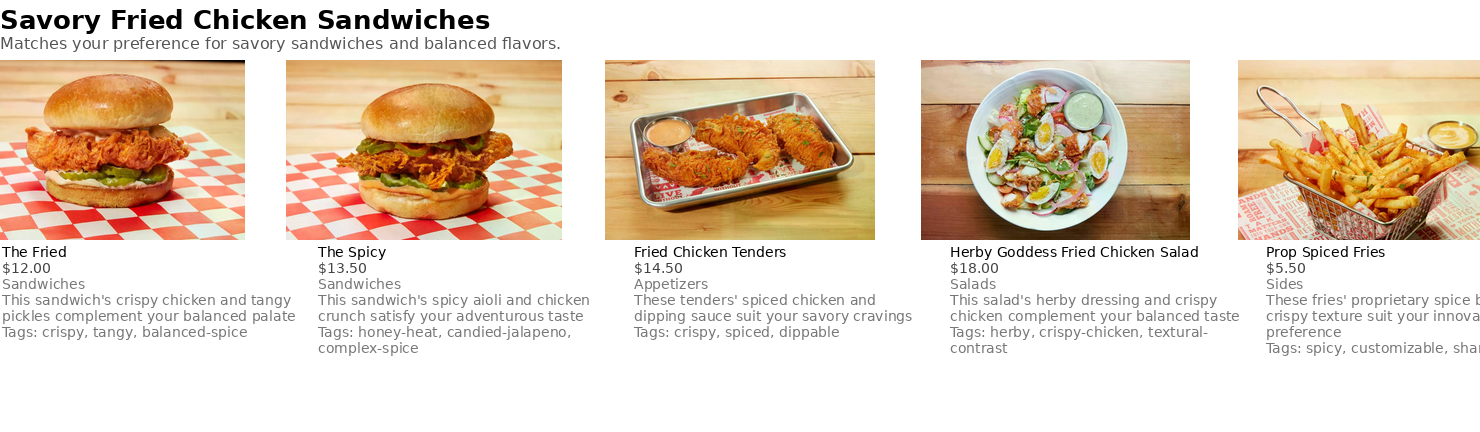 Savory Fried Chicken Sandwiches
Matches your preference for savory sandwiches and balanced flavors.
The Fried
$12.00
Sandwiches
This sandwich's crispy chicken and tangy
pickles complement your balanced palate
Tags: crispy, tangy, balanced-spice
The Spicy
$13.50
Sandwiches
This sandwich's spicy aioli and chicken
crunch satisfy your adventurous taste
Tags: honey-heat, candied-jalapeno,
complex-spice
Fried Chicken Tenders
$14.50
Appetizers
These tenders' spiced chicken and
dipping sauce suit your savory cravings
Tags: crispy, spiced, dippable
Herby Goddess Fried Chicken Salad
$18.00
Salads
This salad's herby dressing and crispy
chicken complement your balanced taste
Tags: herby, crispy-chicken, textural-
contrast
Prop Spiced Fries
$5.50
Sides
These fries' proprietary spice
crispy texture suit your
preference
Tags: spicy, customizable,